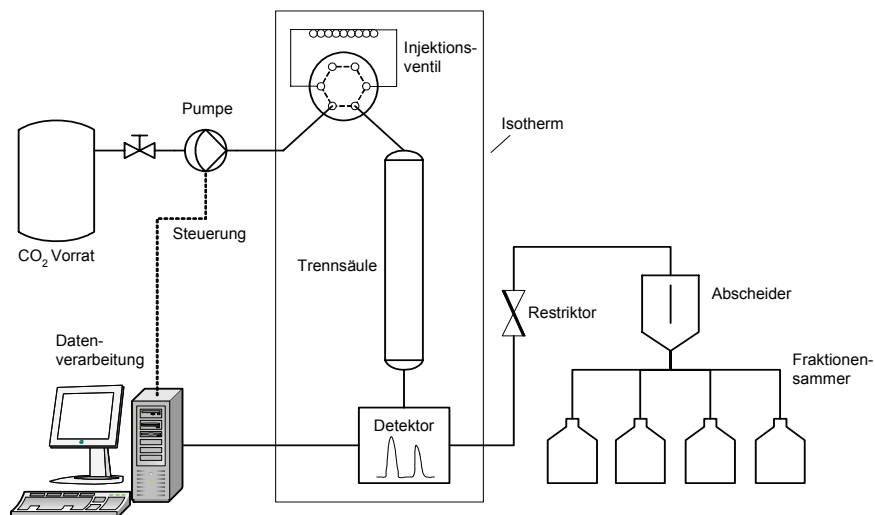 Injektions-
ventil
Pumpe
Isotherm
CO2 Vorrat
Steuerung
Trennsäule
Restriktor
Abscheider
Daten-
verarbeitung
Fraktionen-
sammer
Detektor